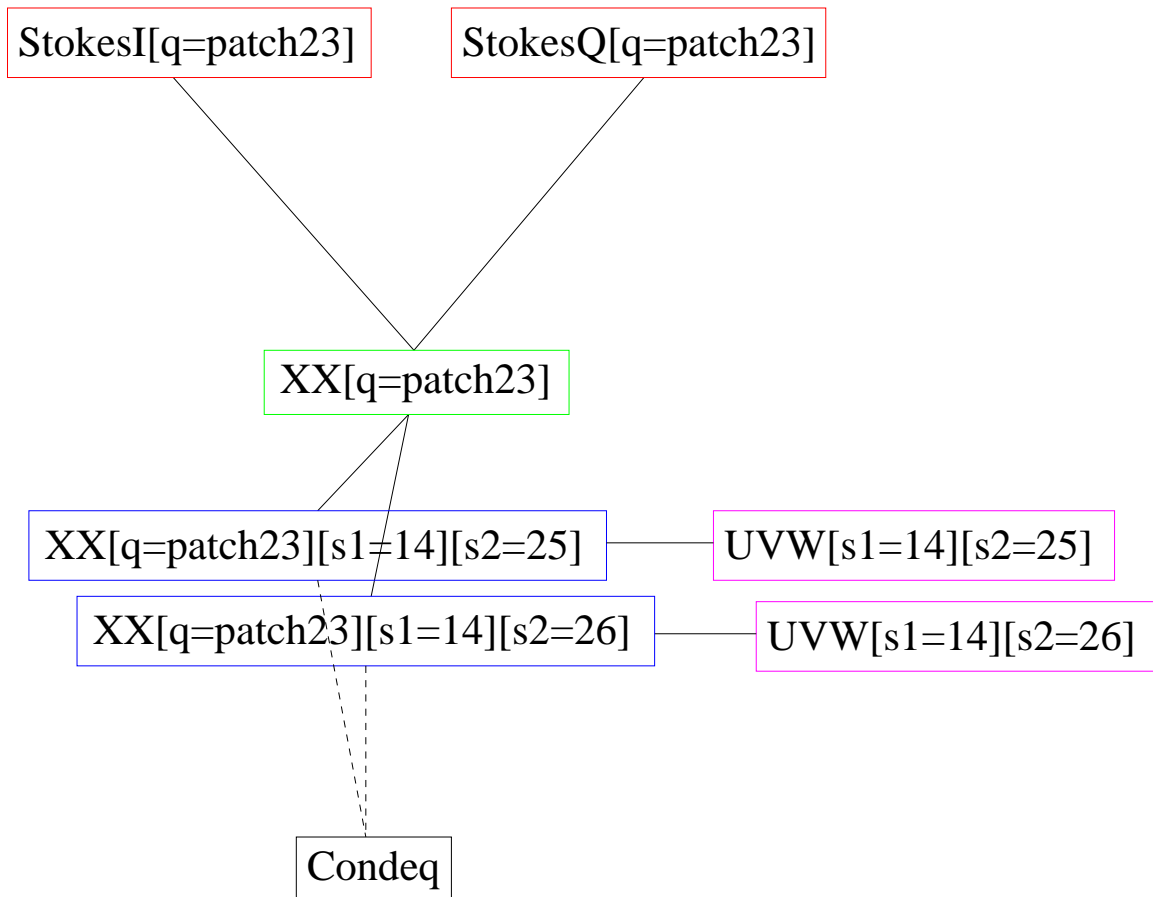 StokesI[q=patch23]
StokesQ[q=patch23]
XX[q=patch23]
XX[q=patch23][s1=14][s2=25]
UVW[s1=14][s2=25]
XX[q=patch23][s1=14][s2=26]
UVW[s1=14][s2=26]
Condeq